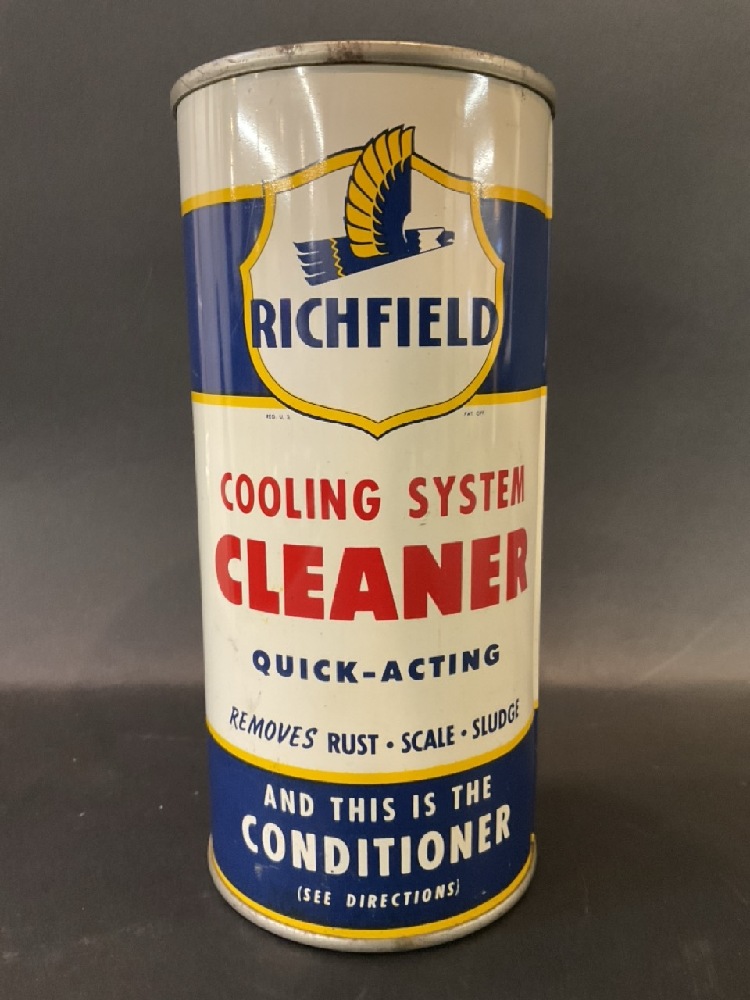 RICHFIELD
REG. U. S. PAT. OFF.
COOLING SYSTEM
CLEANER
QUICK-ACTING
REMOVES RUST • SCALE • SLUDGE
AND THIS IS THE
CONDITIONER
(SEE DIRECTIONS)